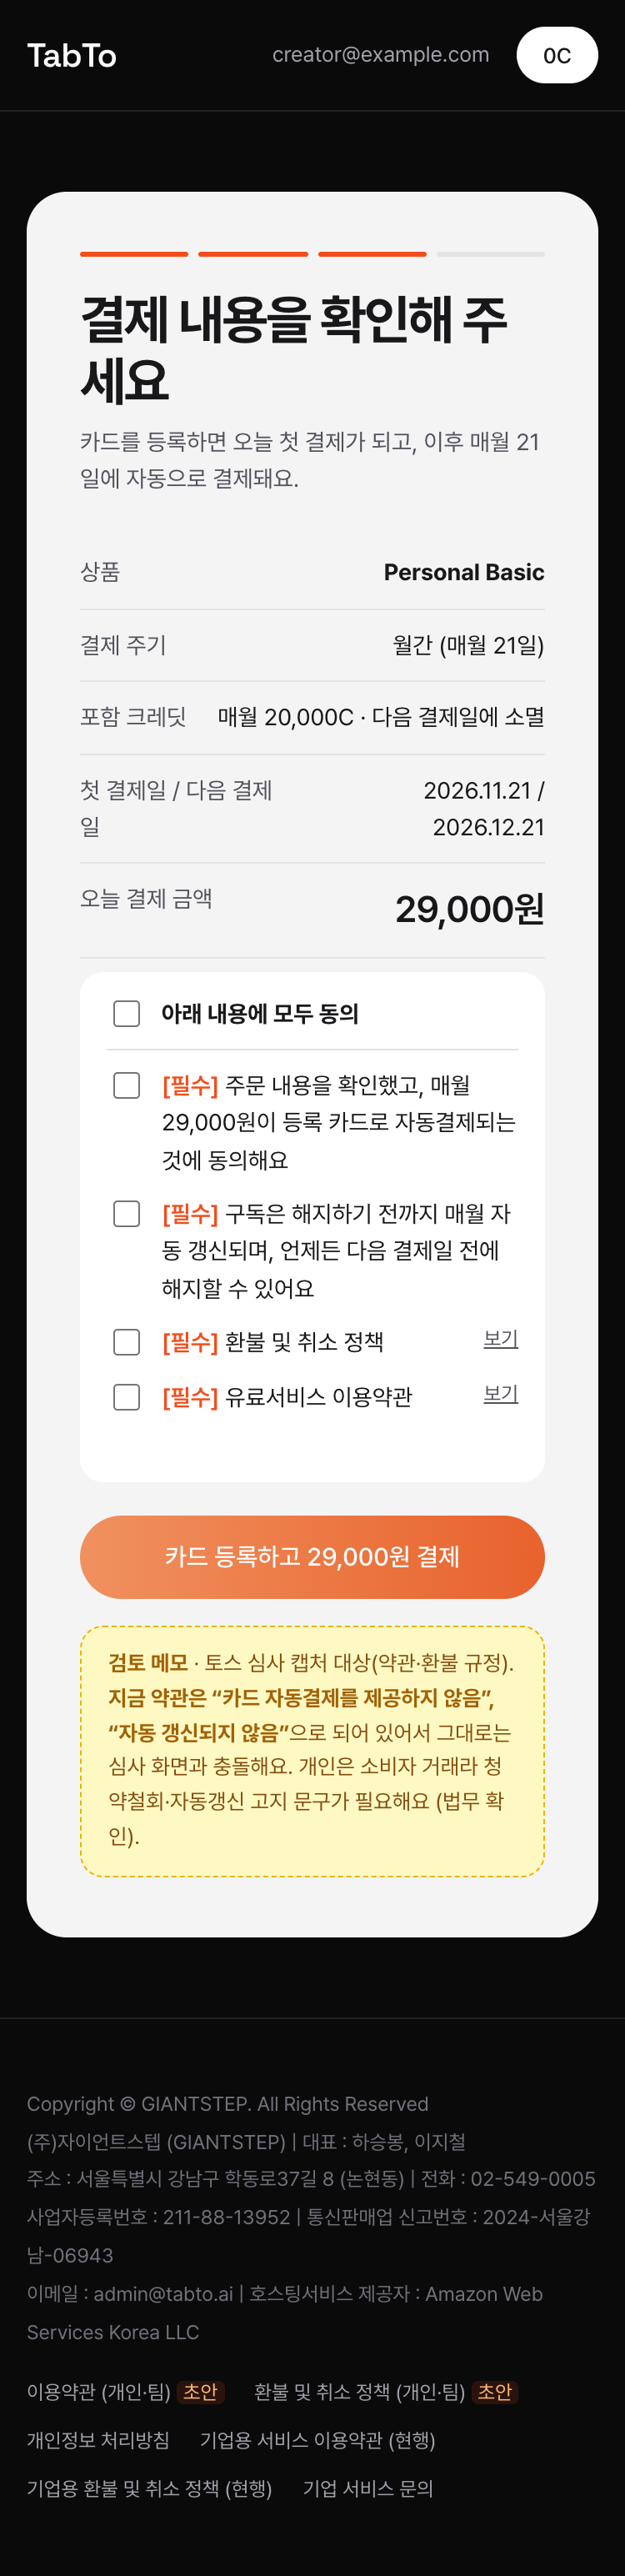 TabTo
creator@example.com
0C
결제 내용을 확인해 주
세요
카드를 등록하면 오늘 첫 결제가 되고, 이후 매월 21
일에 자동으로 결제돼요.
상품
Personal Basic
결제 주기
월간 (매월 21일)
포함 크레딧
매월 20,000C · 다음 결제일에 소멸
첫 결제일 / 다음 결제
일
2026.11.21 /
2026.12.21
오늘 결제 금액
29,000원
아래 내용에 모두 동의
[필수] 주문 내용을 확인했고, 매월
29,000원이 등록 카드로 자동결제되는
것에 동의해요
[필수] 구독은 해지하기 전까지 매월 자
동 갱신되며, 언제든 다음 결제일 전에
해지할 수 있어요
[필수] 환불 및 취소 정책
보기
[필수] 유료서비스 이용약관
보기
카드 등록하고 29,000원 결제
검토 메모 · 토스 심사 캡처 대상(약관·환불 규정).
지금 약관은 “카드 자동결제를 제공하지 않음”,
“자동 갱신되지 않음”으로 되어 있어서 그대로는
심사 화면과 충돌해요. 개인은 소비자 거래라 청
약철회·자동갱신 고지 문구가 필요해요 (법무 확
인).
Copyright © GIANTSTEP. All Rights Reserved
(주)자이언트스텝 (GIANTSTEP) | 대표 : 하승봉, 이지철
주소 : 서울특별시 강남구 학동로37길 8 (논현동) | 전화 : 02-549-0005
사업자등록번호 : 211-88-13952 | 통신판매업 신고번호 : 2024-서울강
남-06943
이메일 : admin@tabto.ai | 호스팅서비스 제공자 : Amazon Web
Services Korea LLC
이용약관 (개인·팀) 초안
환불 및 취소 정책 (개인·팀) 초안
개인정보 처리방침
기업용 서비스 이용약관 (현행)
기업용 환불 및 취소 정책 (현행)
기업 서비스 문의